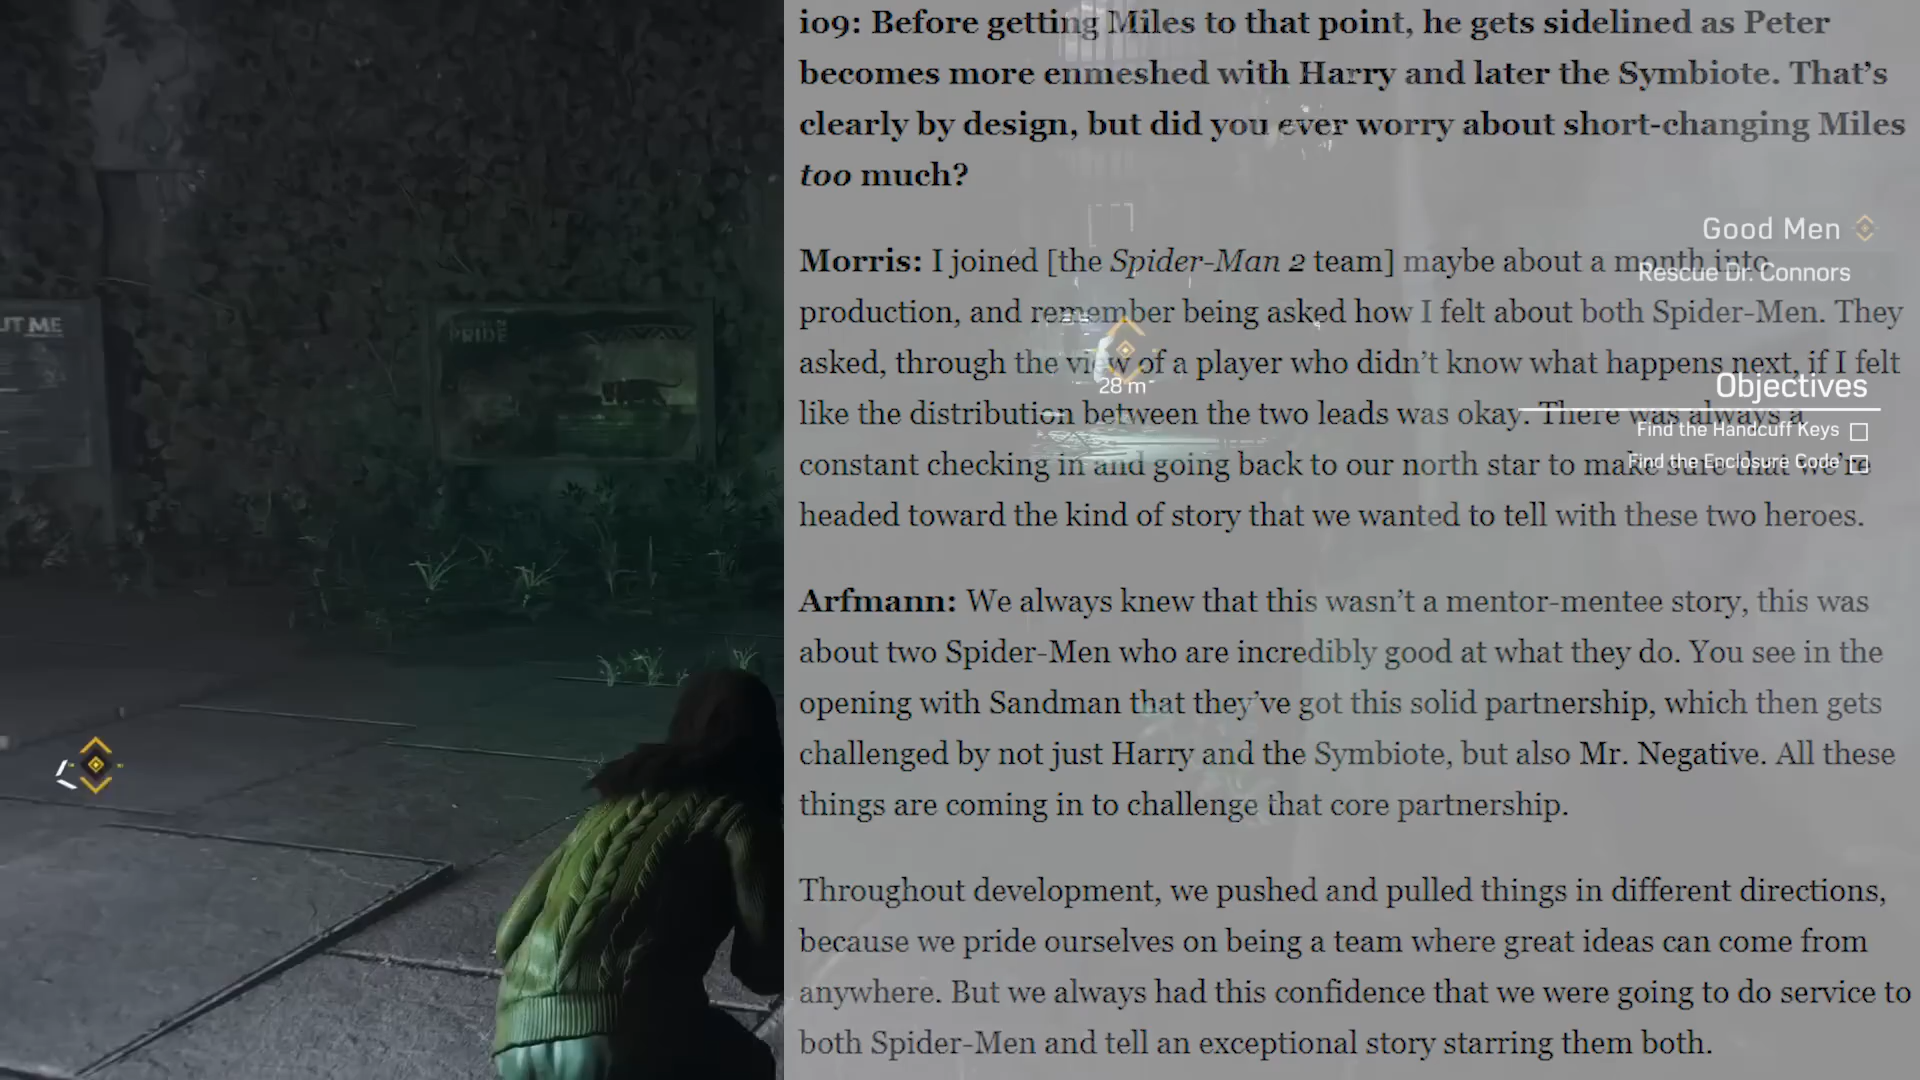 io9: Before getting Miles to that point, he gets sidelined as Peter
becomes more enmeshed with Harry and later the Symbiote. That’s
clearly by design, but did you ever worry about short-changing Miles
too much?
Good Men
Morris: I joined [the Spider-Man 2 team] maybe about a month into
Rescue Dr. Connors
production, and remember being asked how I felt about both Spider-Men. They
UT ME
PRIDE
asked, through the view of a player who didn’t know what happens next, if I felt
28 m
Objectives
like the distribution between the two leads was okay. There was always a
Find the Handcuff Keys
constant checking in and going back to our north star to make sure that we’re
Find the Enclosure Code
headed toward the kind of story that we wanted to tell with these two heroes.
Arfmann: We always knew that this wasn’t a mentor-mentee story, this was
about two Spider-Men who are incredibly good at what they do. You see in the
opening with Sandman that they’ve got this solid partnership, which then gets
challenged by not just Harry and the Symbiote, but also Mr. Negative. All these
things are coming in to challenge that core partnership.
Throughout development, we pushed and pulled things in different directions,
because we pride ourselves on being a team where great ideas can come from
anywhere. But we always had this confidence that we were going to do service to
both Spider-Men and tell an exceptional story starring them both.